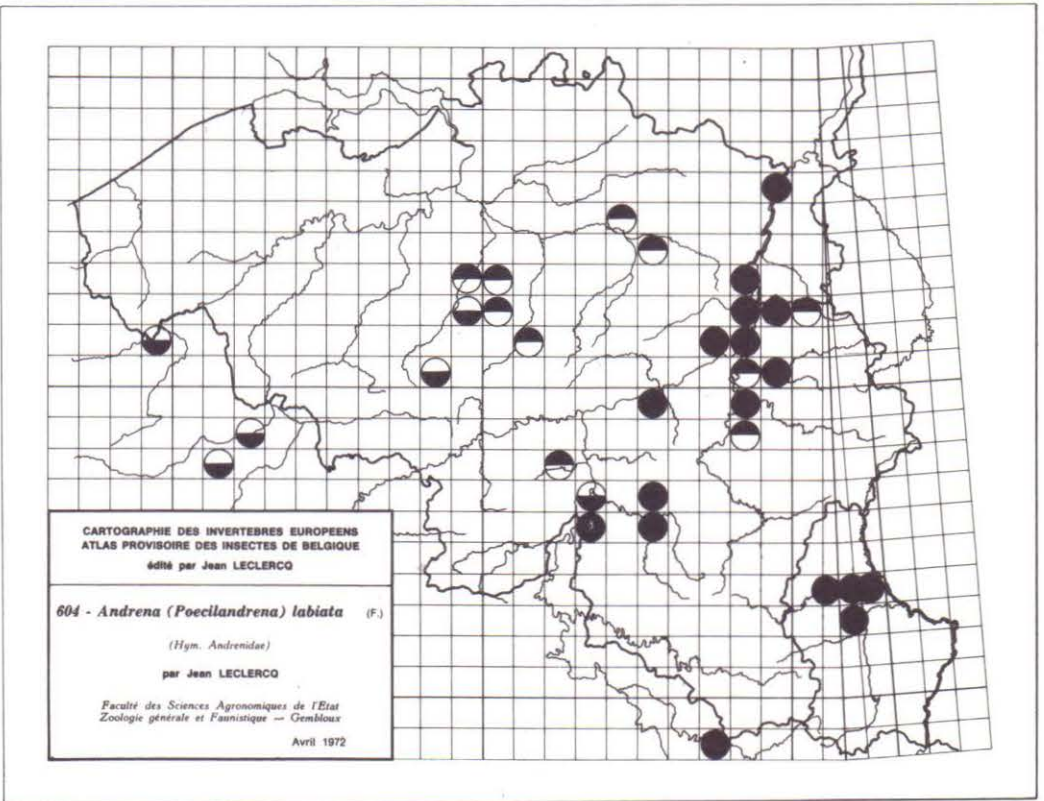 CARTOGRAPHIE DES INVERTEBRES EUROPEENS
ATLAS PROVISOIRE DES INSECTES DE BELGIQUE
édité par Jean LECLERCQ
604 - Andrena (Poecilandrena) labiata (F.)
(Hym. Andrenidae)
par Jean LECLERCQ
Faculté des Sciences Agronomiques de l'Etat
Zoologie générale et Faunistique — Gembloux
Avril 1972